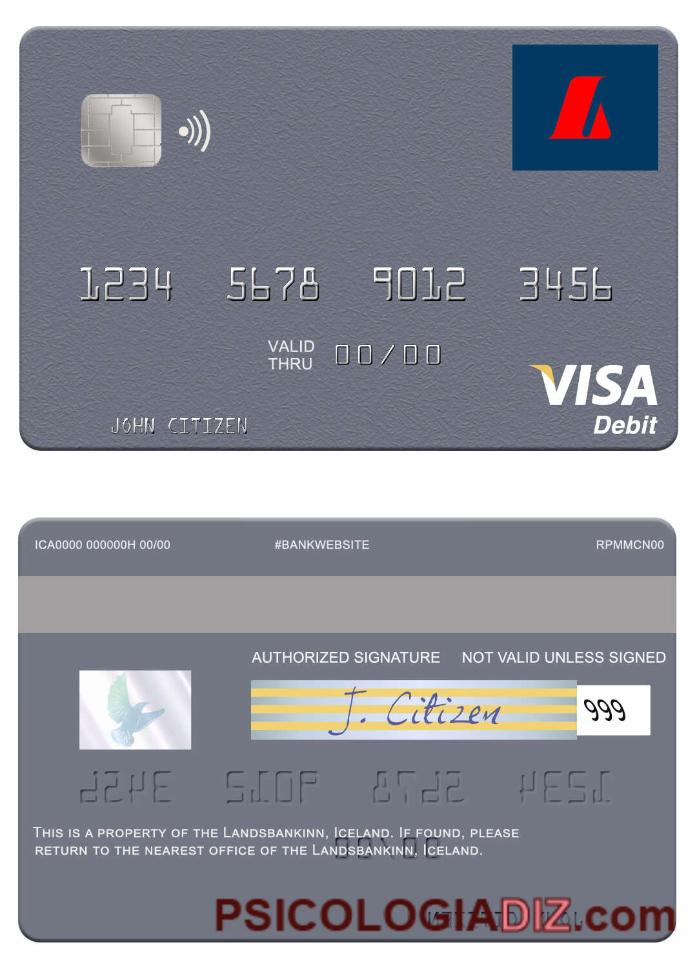 1234 5678 9012 3456
VALID
THRU 00/00
VISA
Debit
JOHN CITIZEN
ICA0000 000000H 00/00 #BANKWEBSITE RPMMCN00
AUTHORIZED SIGNATURE NOT VALID UNLESS SIGNED
J. Citizen 999
THIS IS A PROPERTY OF THE LANDSBANKINN, ICELAND. IF FOUND, PLEASE
RETURN TO THE NEAREST OFFICE OF THE LANDSBANKINN, ICELAND.
PSICOLOGIADIZ.com